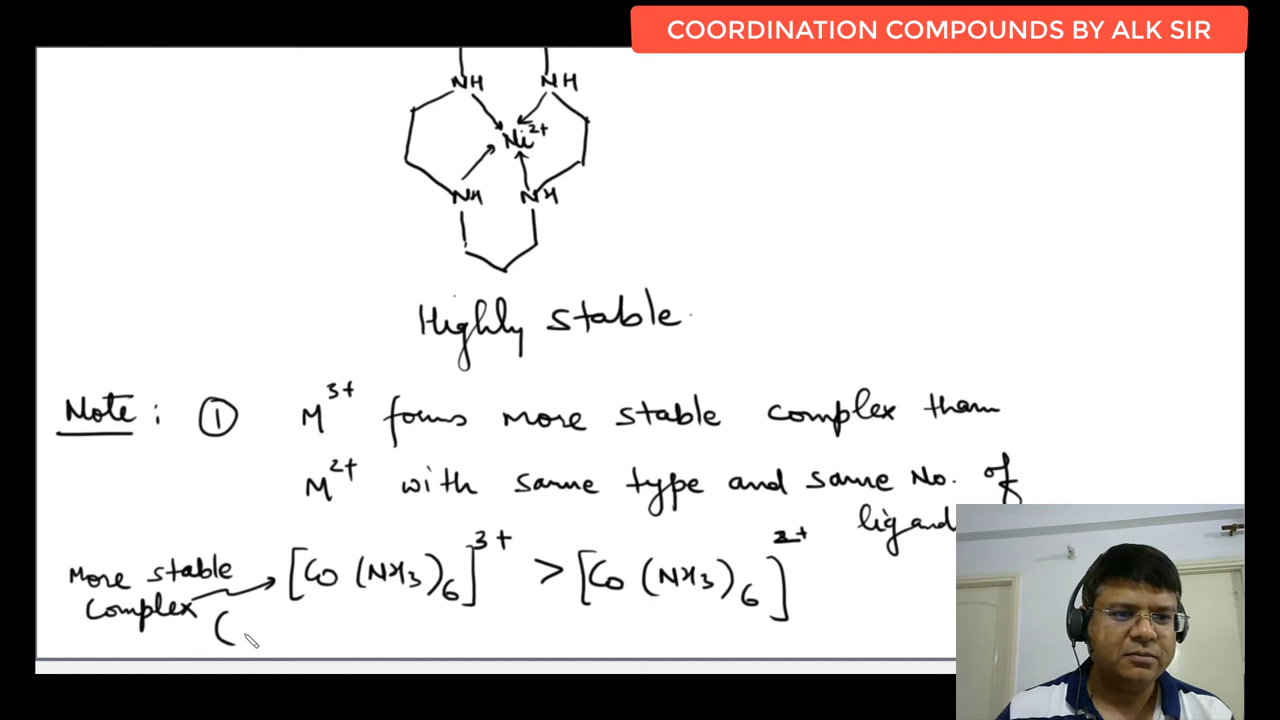 COORDINATION COMPOUNDS BY ALK SIR
NH NH
Ni2+
NH NH
Highly stable.
Note: ① M3+ forms more stable complex than
M2+ with same type and same No. of
ligand
More stable [Co (NH3)6]3+ > [Co (NH3)6]2+
Complex
(